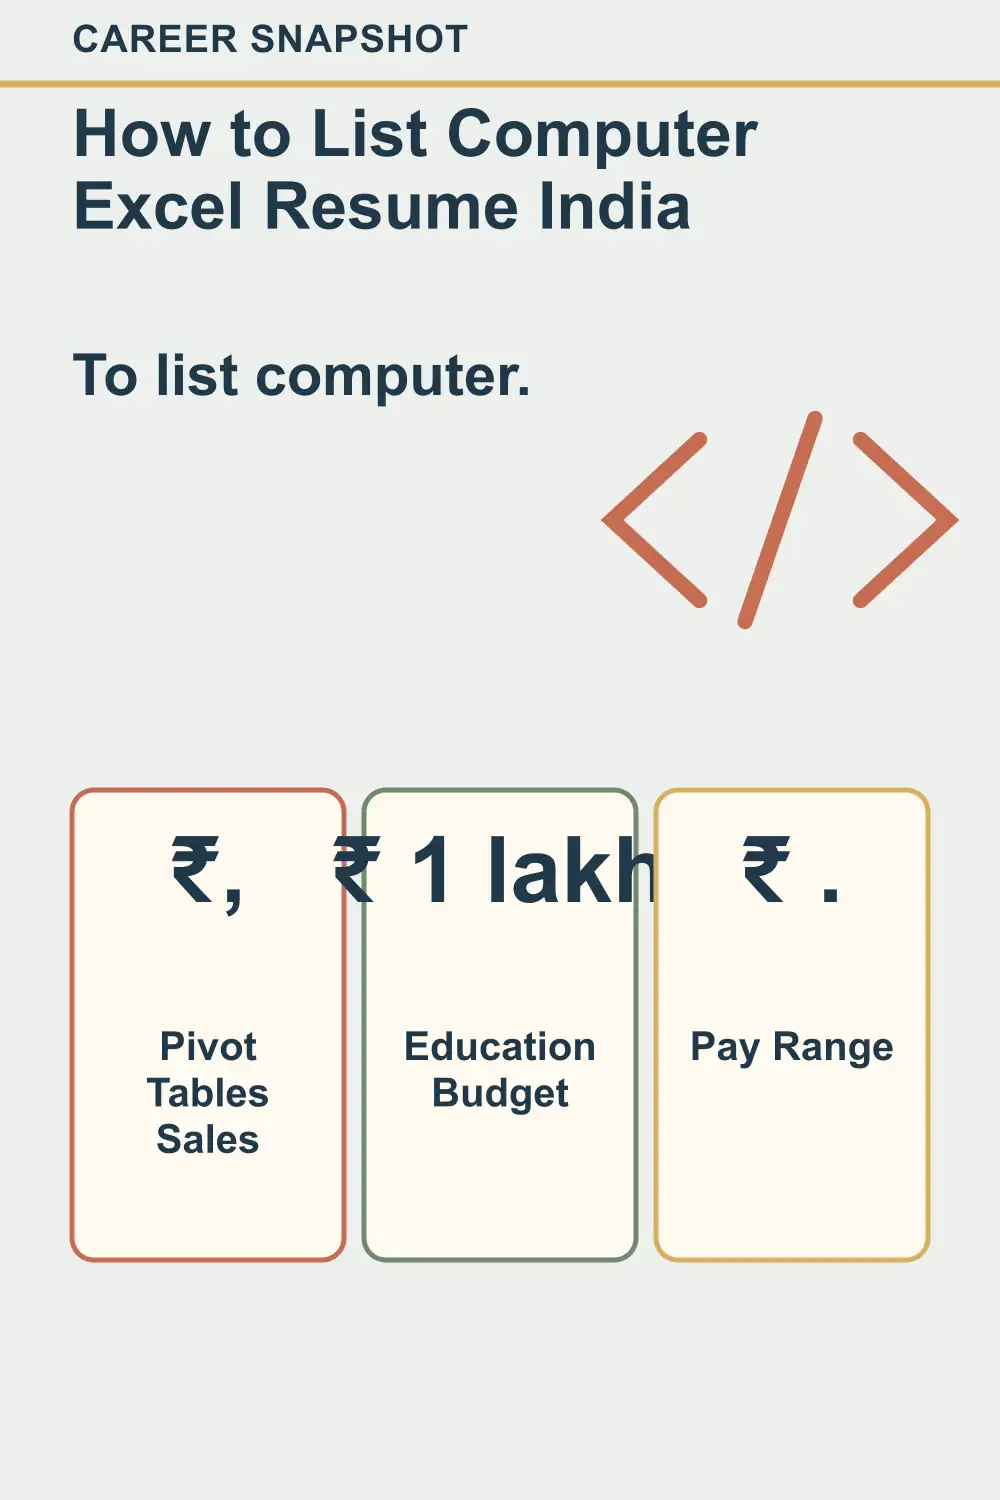 CAREER SNAPSHOT
How to List Computer
Excel Resume India
To list computer.
₹,
₹ 1 lakh
₹ .
Pivot
Tables
Sales
Education
Budget
Pay Range